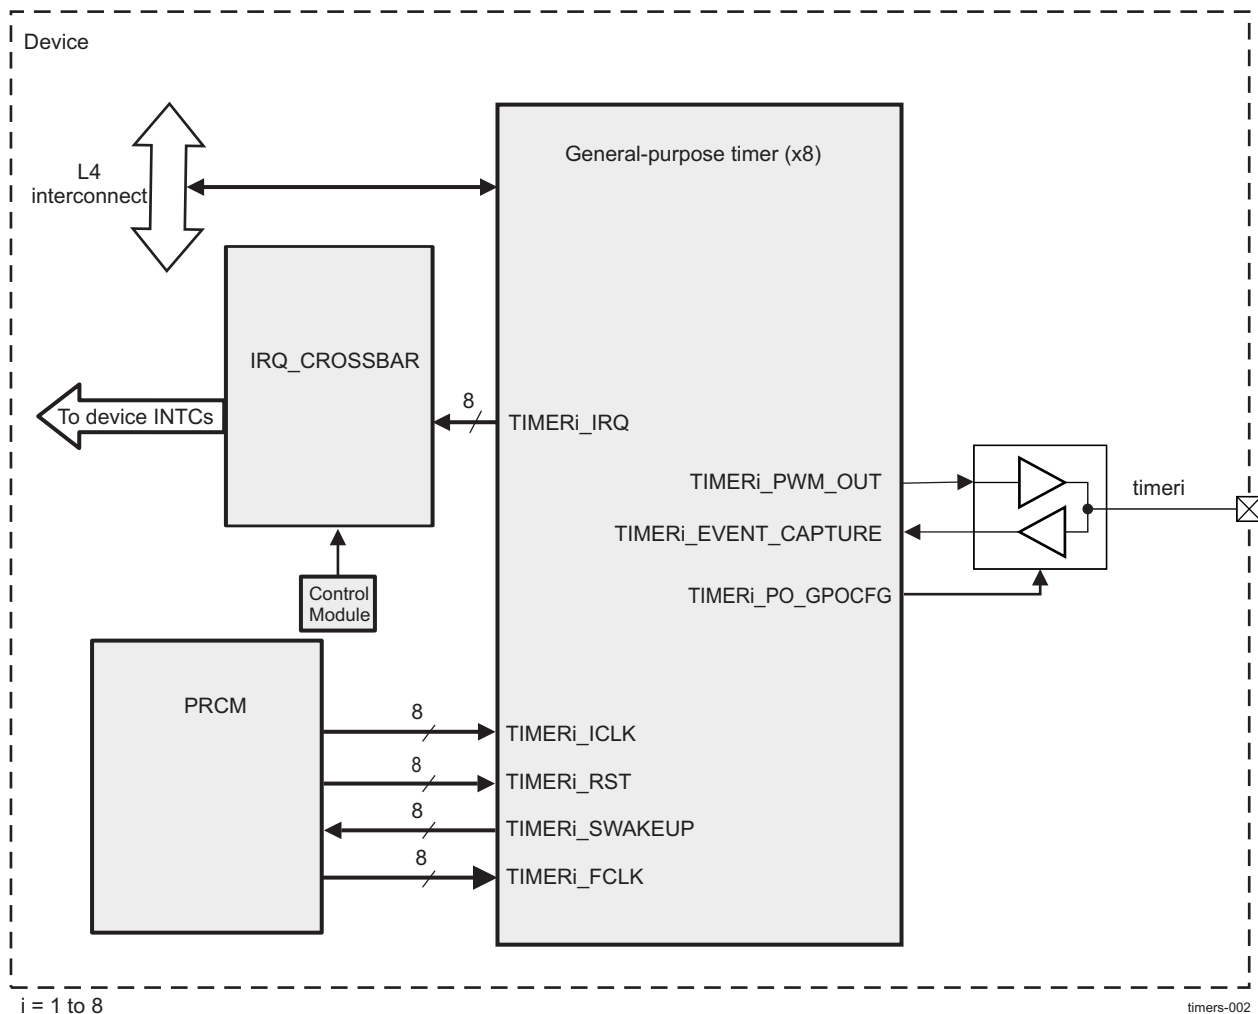 Device
General-purpose timer (x8)
L4
interconnect
IRQ_CROSSBAR
To device INTCs
8
TIMERi_IRQ
TIMERi_PWM_OUT
timeri
TIMERi_EVENT_CAPTURE
TIMERi_PO_GPOCFG
Control
Module
PRCM
8
TIMERi_ICLK
8
TIMERi_RST
8
TIMERi_SWAKEUP
8
TIMERi_FCLK
i = 1 to 8
timers-002